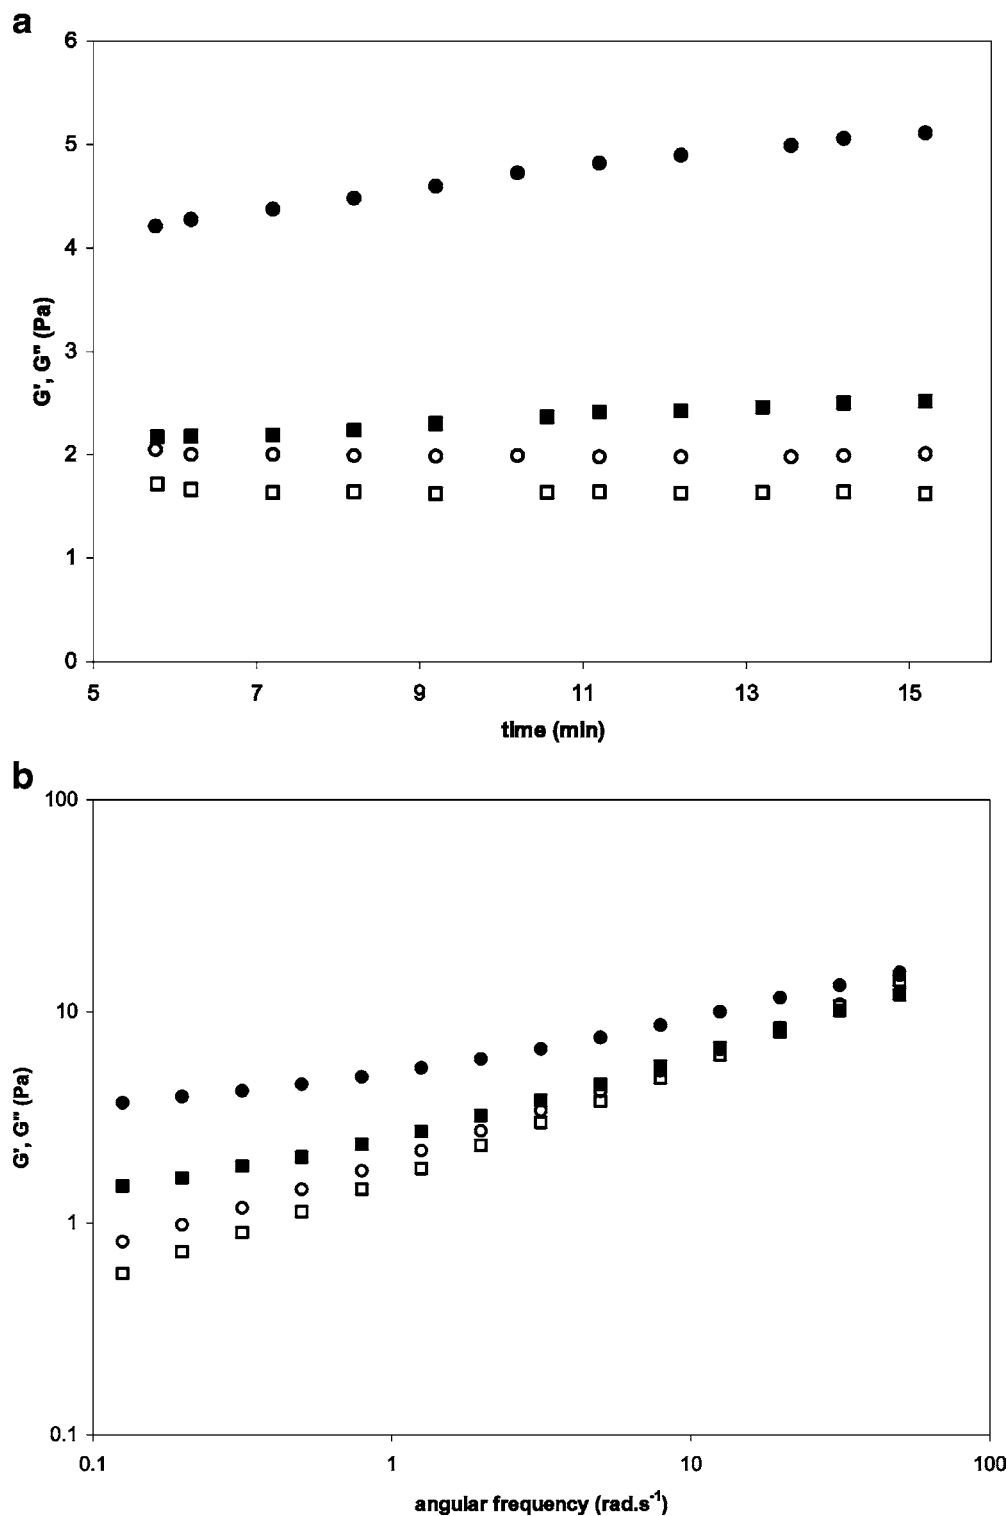 a
6
5
4
3
2
1
0
G', G" (Pa)
5 7 9 11 13 15
time (min)
b
100
10
1
0.1
G', G" (Pa)
0.1 1 10 100
angular frequency (rad.s⁻¹)